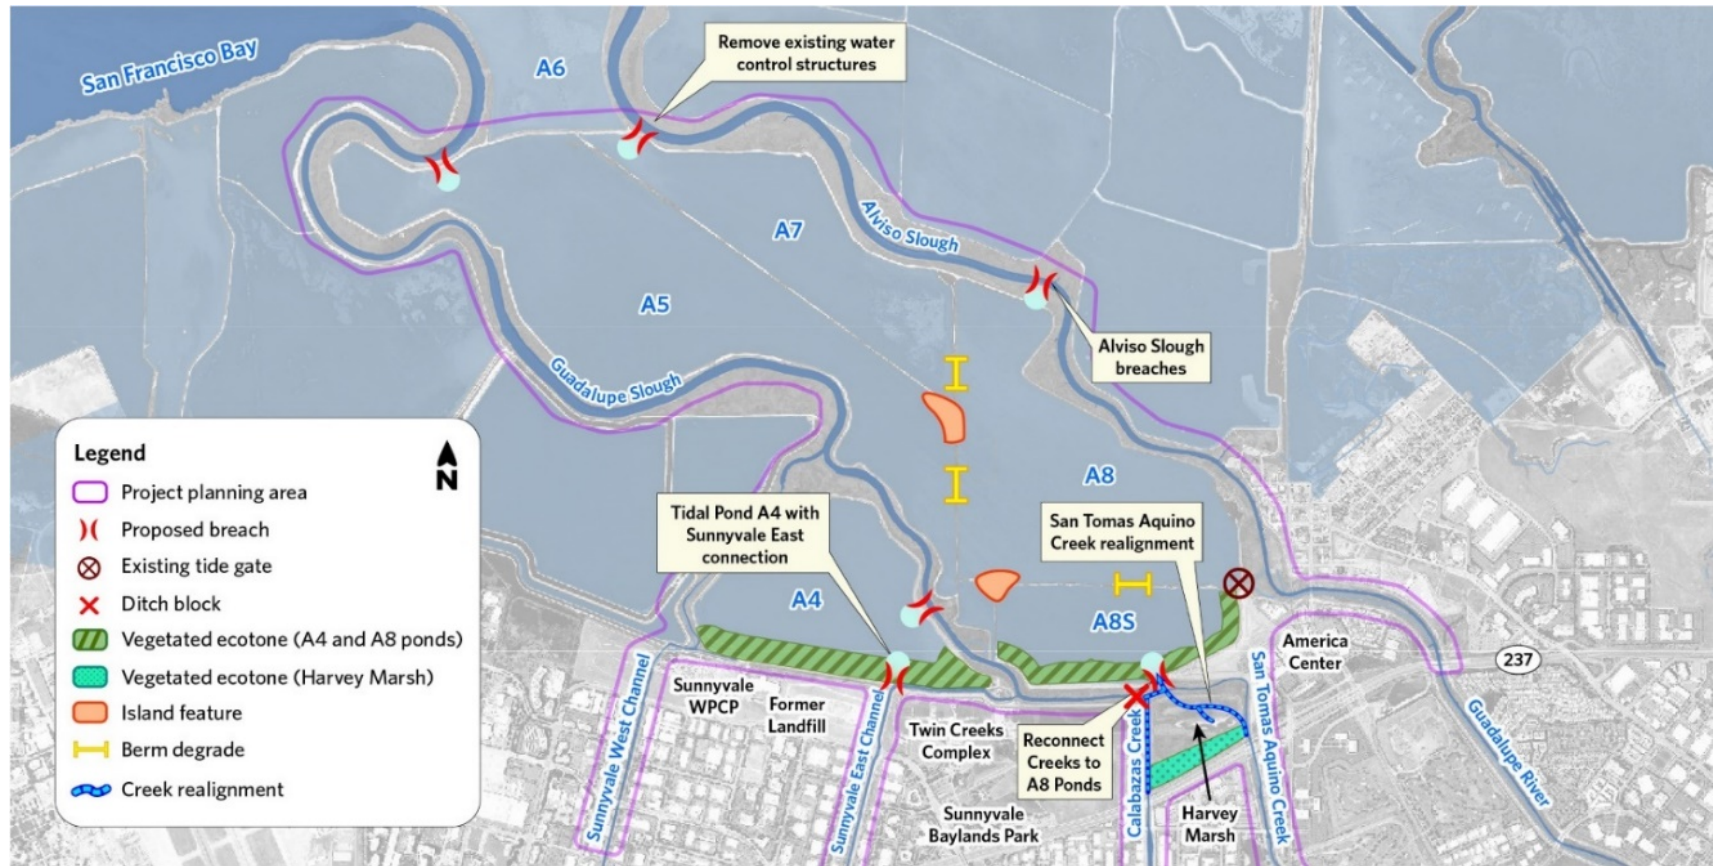 San Francisco Bay
A6
Remove existing water
control structures
A7
Alviso Slough
A5
Alviso Slough
breaches
Guadalupe Slough
Legend
N
Project planning area
Proposed breach
Existing tide gate
Ditch block
Vegetated ecotone (A4 and A8 ponds)
Vegetated ecotone (Harvey Marsh)
Island feature
Berm degrade
Creek realignment
A8
Tidal Pond A4 with
Sunnyvale East
connection
San Tomas Aquino
Creek realignment
A4
A8S
America
Center
237
Sunnyvale
WPCP
Former
Landfill
Twin Creeks
Complex
Reconnect
Creeks to
A8 Ponds
Sunnyvale
Baylands Park
Harvey
Marsh
Sunnyvale West Channel
Sunnyvale East Channel
Calabazas Creek
San Tomas Aquino Creek
Guadalupe River